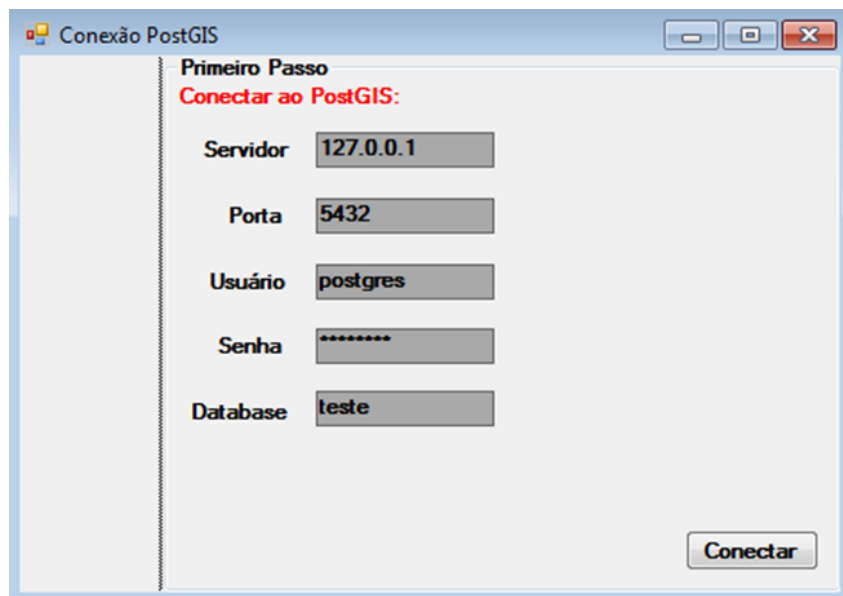 Conexão PostGIS
Primeiro Passo
Conectar ao PostGIS:
Servidor 127.0.0.1
Porta 5432
Usuário postgres
Senha ********
Database teste
Conectar